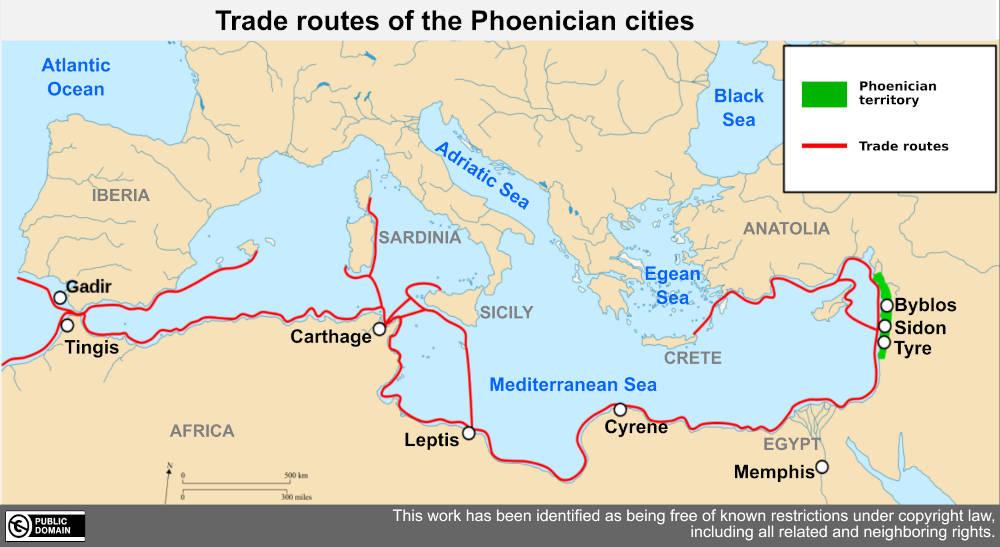 Trade routes of the Phoenician cities
Atlantic
Ocean
Black
Sea
Phoenician
territory
Trade routes
Adriatic Sea
IBERIA
SARDINIA
ANATOLIA
Egean
Sea
Gadir
Byblos
SICILY
Sidon
Carthage
Tingis
Tyre
CRETE
Mediterranean Sea
AFRICA
Leptis
Cyrene
EGYPT
Memphis
N
0
500 km
0
300 miles
PUBLIC
DOMAIN
This work has been identified as being free of known restrictions under copyright law,
including all related and neighboring rights.